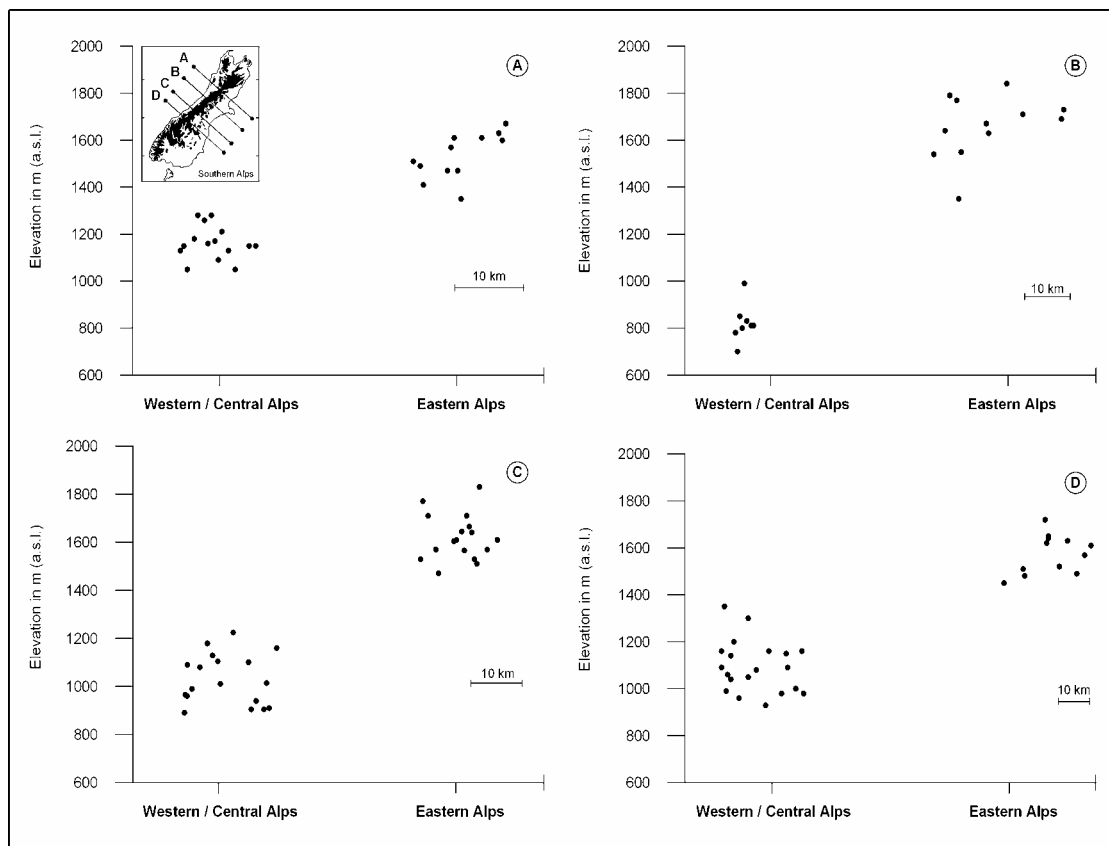 A
Elevation in m (a.s.l.)
2000
1800
1600
1400
1200
1000
800
600
A
B
C
D
Southern Alps
10 km
Western / Central Alps
Eastern Alps
B
Elevation in m (a.s.l.)
2000
1800
1600
1400
1200
1000
800
600
10 km
Western / Central Alps
Eastern Alps
C
Elevation in m (a.s.l.)
2000
1800
1600
1400
1200
1000
800
600
10 km
Western / Central Alps
Eastern Alps
D
Elevation in m (a.s.l.)
2000
1800
1600
1400
1200
1000
800
600
10 km
Western / Central Alps
Eastern Alps